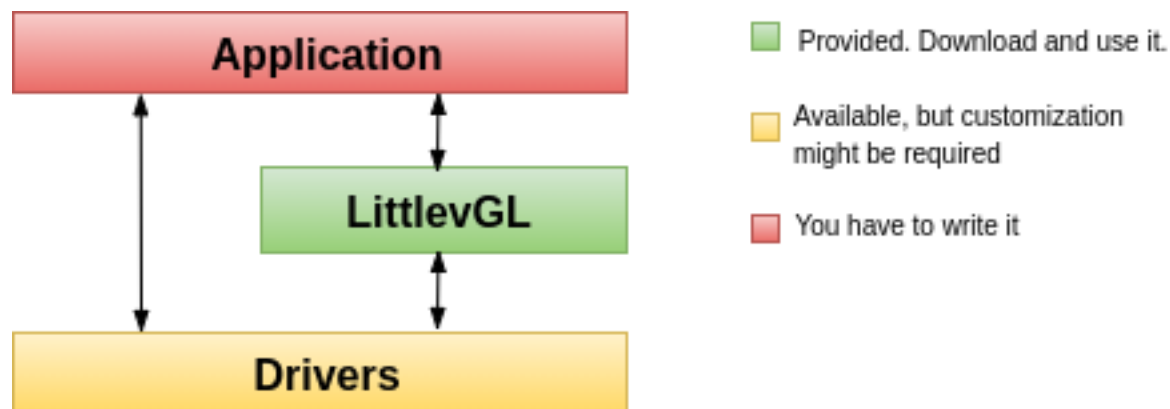 Application
LittlevGL
Drivers
Provided. Download and use it.
Available, but customization
might be required
You have to write it